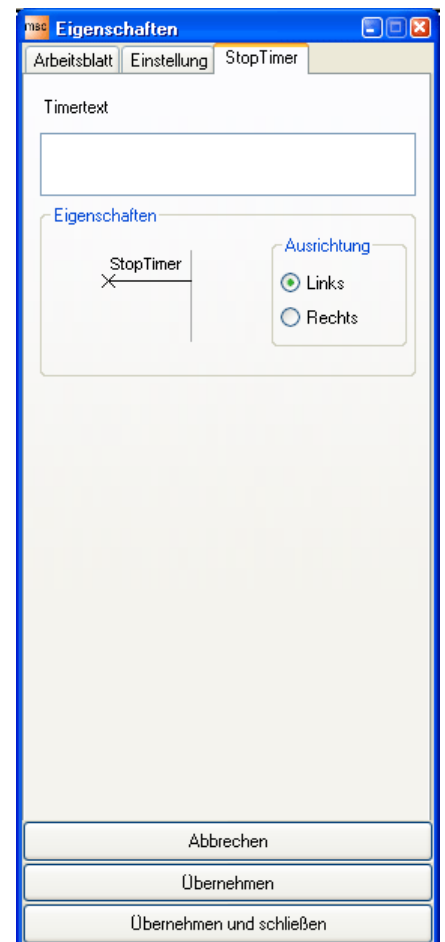 msc Eigenschaften
Arbeitsblatt Einstellung StopTimer
Timertext
Eigenschaften
StopTimer
Ausrichtung
Links
Rechts
Abbrechen
Übernehmen
Übernehmen und schließen